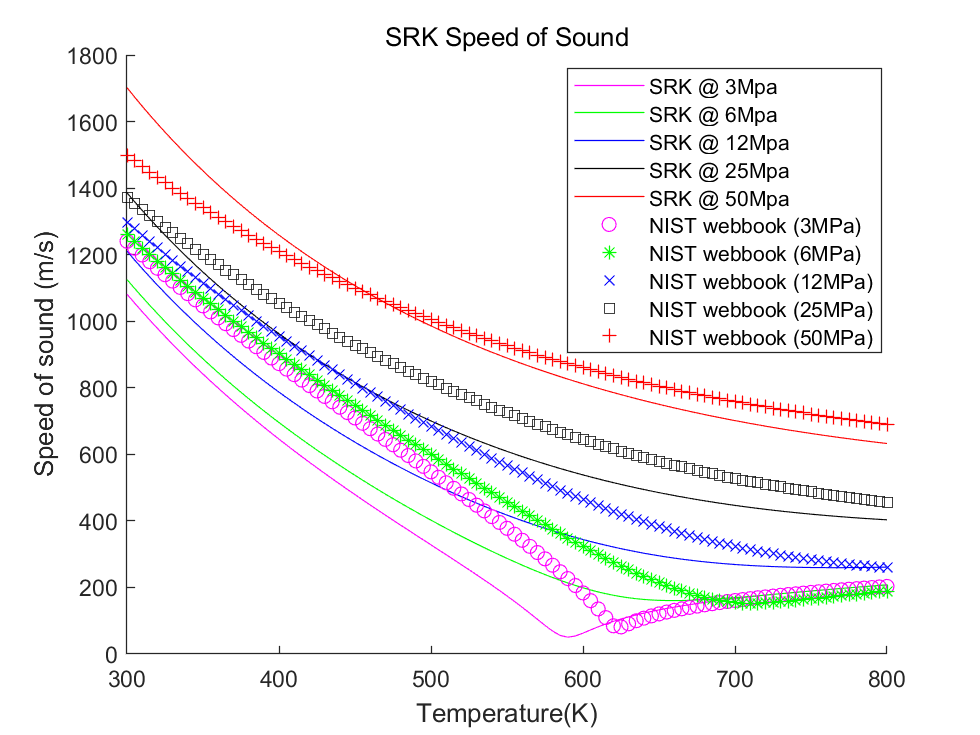 SRK Speed of Sound
1800
1600
1400
1200
1000
800
600
400
200
0
Speed of sound (m/s)
300
400
500
600
700
800
Temperature(K)
SRK @ 3Mpa
SRK @ 6Mpa
SRK @ 12Mpa
SRK @ 25Mpa
SRK @ 50Mpa
NIST webbook (3MPa)
NIST webbook (6MPa)
NIST webbook (12MPa)
NIST webbook (25MPa)
NIST webbook (50MPa)